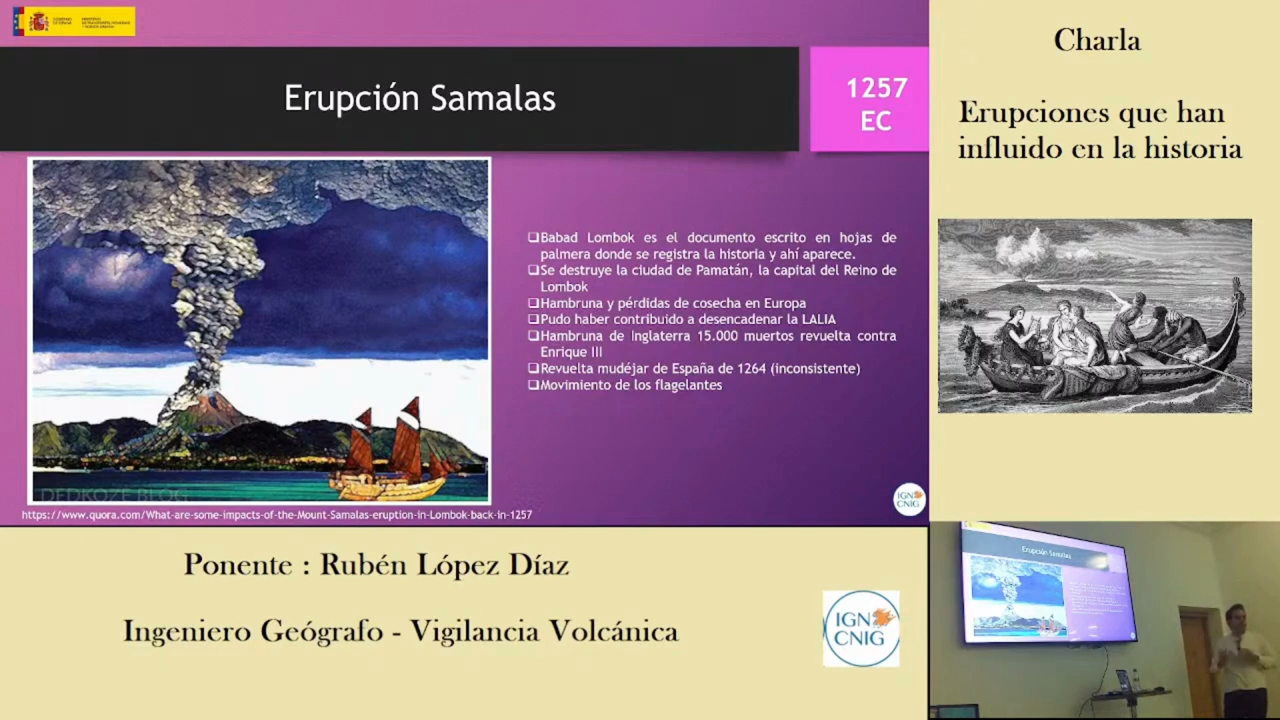 Erupción Samalas
1257
EC
❑Babad Lombok es el documento escrito en hojas de
palmera donde se registra la historia y ahí aparece.
❑Se destruye la ciudad de Pamatán, la capital del Reino de
Lombok
❑Hambruna y pérdidas de cosecha en Europa
❑Pudo haber contribuido a desencadenar la LALIA
❑Hambruna de Inglaterra 15.000 muertos revuelta contra
Enrique III
❑Revuelta mudéjar de España de 1264 (inconsistente)
❑Movimiento de los flagelantes
DEDKOZE BLOG
https://www.quora.com/What-are-some-impacts-of-the-Mount-Samalas-eruption-in-Lombok-back-in-1257
IGN
CNIG
Charla
Erupciones que han
influido en la historia
Ponente : Rubén López Díaz
Ingeniero Geógrafo - Vigilancia Volcánica
IGN
CNIG
Erupción Samalas